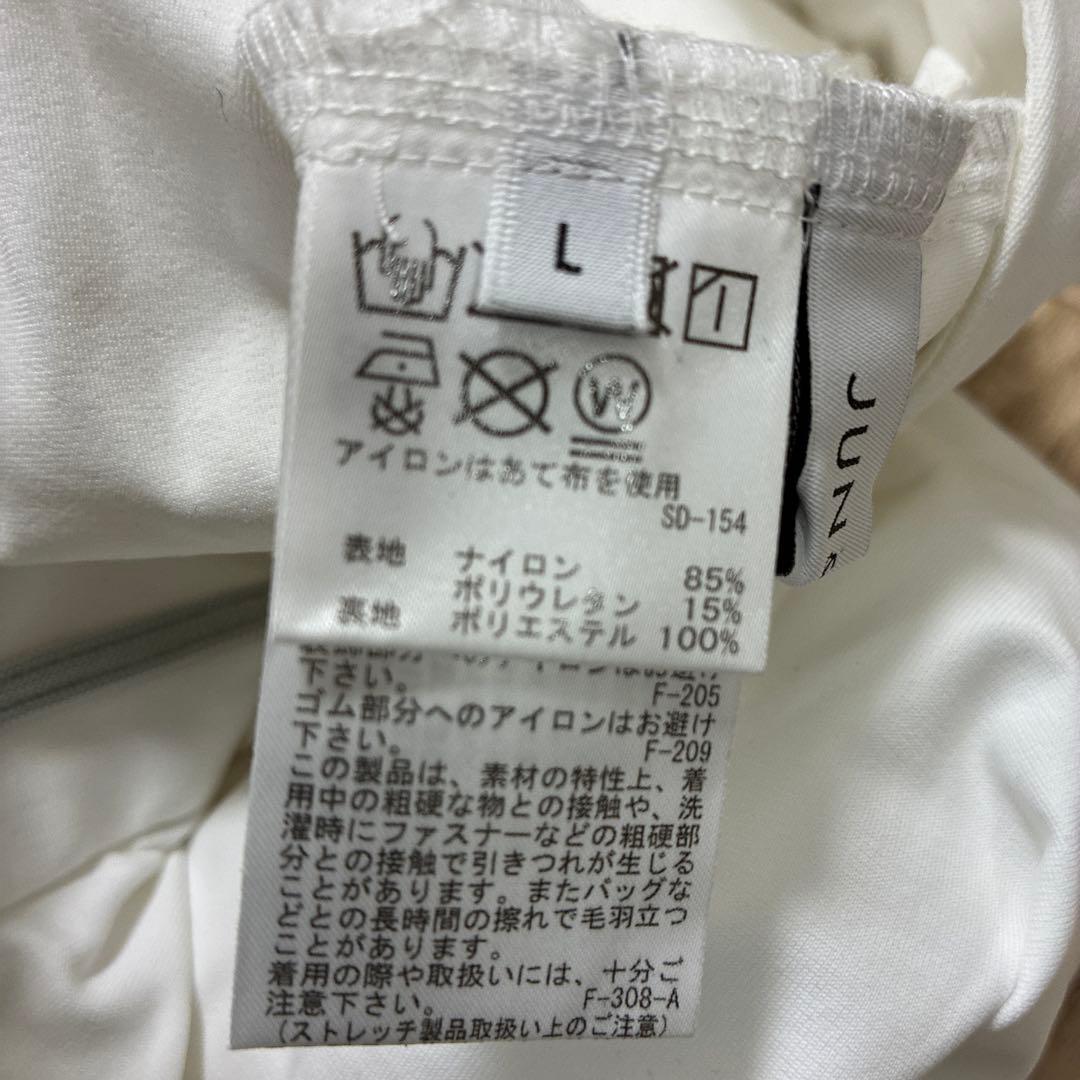 L
JUN
アイロンはあて布を使用
SD-154
表地 ナイロン 85%
ポリウレタン 15%
裏地 ポリエステル 100%
下さい。 F-205
ゴム部分へのアイロンはお避け
下さい。 F-209
この製品は、素材の特性上、着
用中の粗硬な物との接触や、洗
濯時にファスナーなどの粗硬部
分との接触で引きつれが生じる
ことがあります。またバッグな
どとの長時間の擦れで毛羽立つ
ことがあります。
着用の際や取扱いには、十分ご
注意下さい。 F-308-A
(ストレッチ製品取扱い上のご注意)